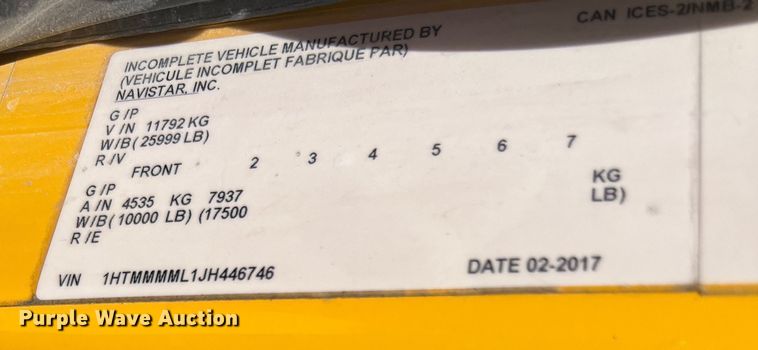 CAN ICES-2/NMB-2
INCOMPLETE VEHICLE MANUFACTURED BY
(VEHICULE INCOMPLET FABRIQUE PAR)
NAVISTAR, INC.
G /P
V /N 11792 KG
W/B( 25999 LB)
R /V
FRONT 2 3 4 5 6 7
G /P
A /N 4535 KG 7937 KG
W/B( 10000 LB) (17500 LB)
R /E
VIN 1HTMMMML1JH446746 DATE 02-2017
Purple Wave Auction